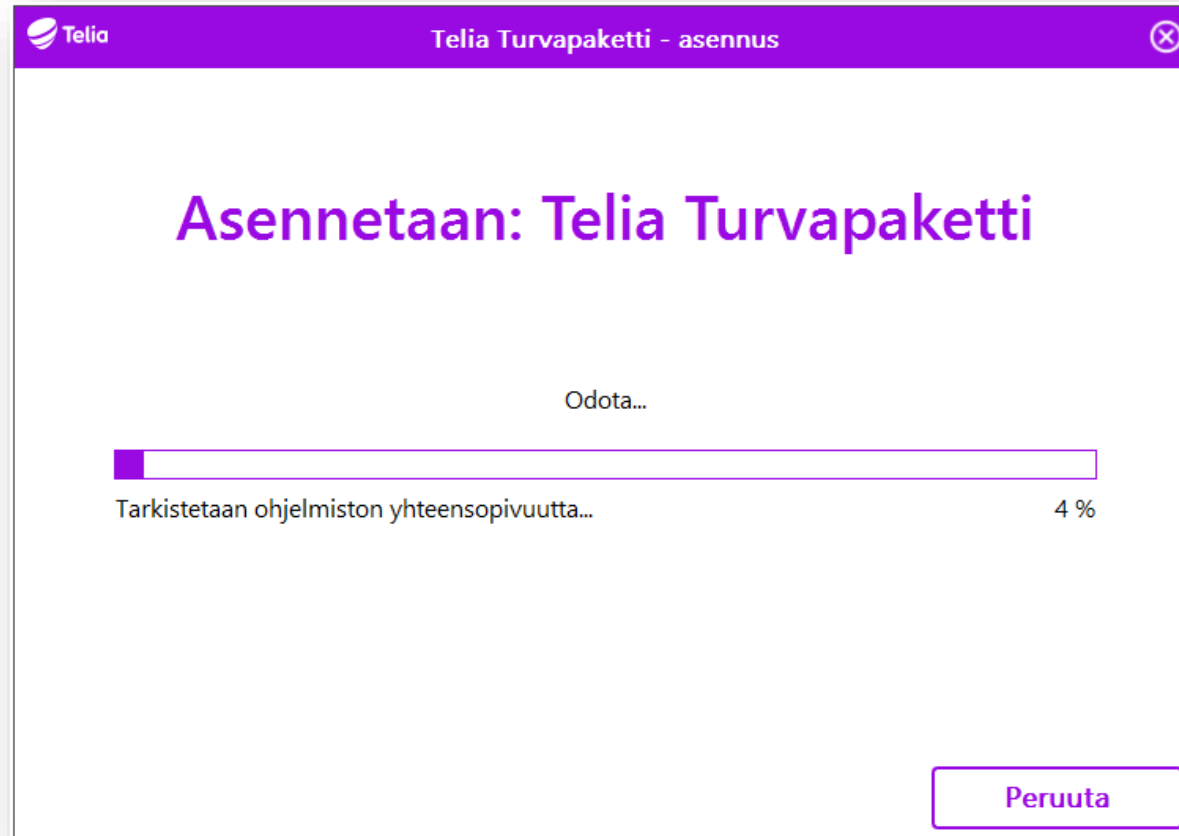 Telia
Telia Turvapaketti - asennus
Asennetaan: Telia Turvapaketti
Odota...
Tarkistetaan ohjelmiston yhteensopivuutta...
4 %
Peruuta